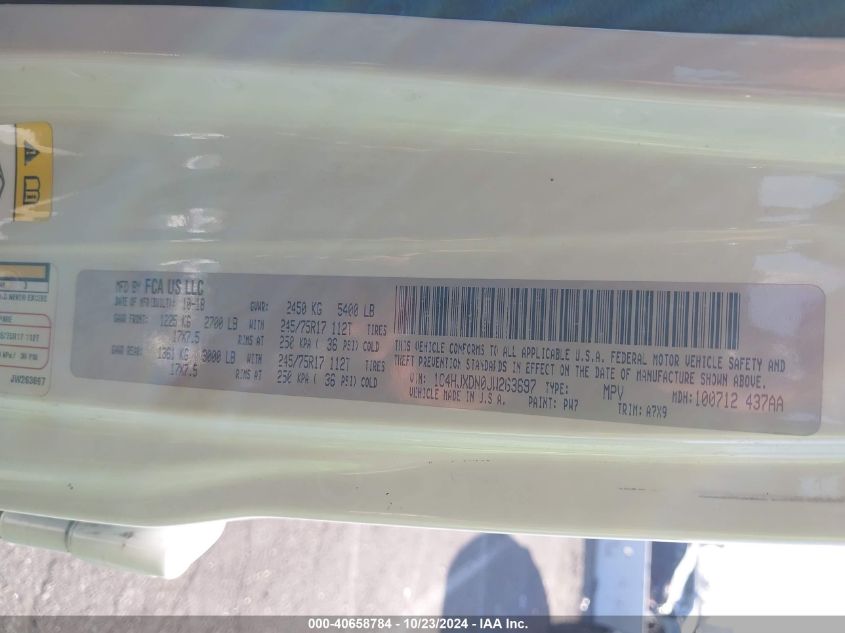 MFD BY FCA US LLC
DATE OF MFR(BUILT): 10-18
GVWR: 2450 KG 5400 LB
GAWR FRONT: 1225 KG 2700 LB WITH 245/75R17 112T TIRES
17X7.5 RIMS AT 250 KPA ( 36 PSI) COLD
GAWR REAR: 1361 KG 3000 LB WITH 245/75R17 112T TIRES
17X7.5 RIMS AT 250 KPA ( 36 PSI) COLD
THIS VEHICLE CONFORMS TO ALL APPLICABLE U.S.A. FEDERAL MOTOR VEHICLE SAFETY AND
THEFT PREVENTION STANDARDS IN EFFECT ON THE DATE OF MANUFACTURE SHOWN ABOVE.
VIN: 1C4HJXDN0JW263697 TYPE: MPV MDH: 100712 437AA
VEHICLE MADE IN U.S.A. PAINT: PW7 TRIM: A7X9
JW263697
000-40658784 - 10/23/2024 - IAA Inc.